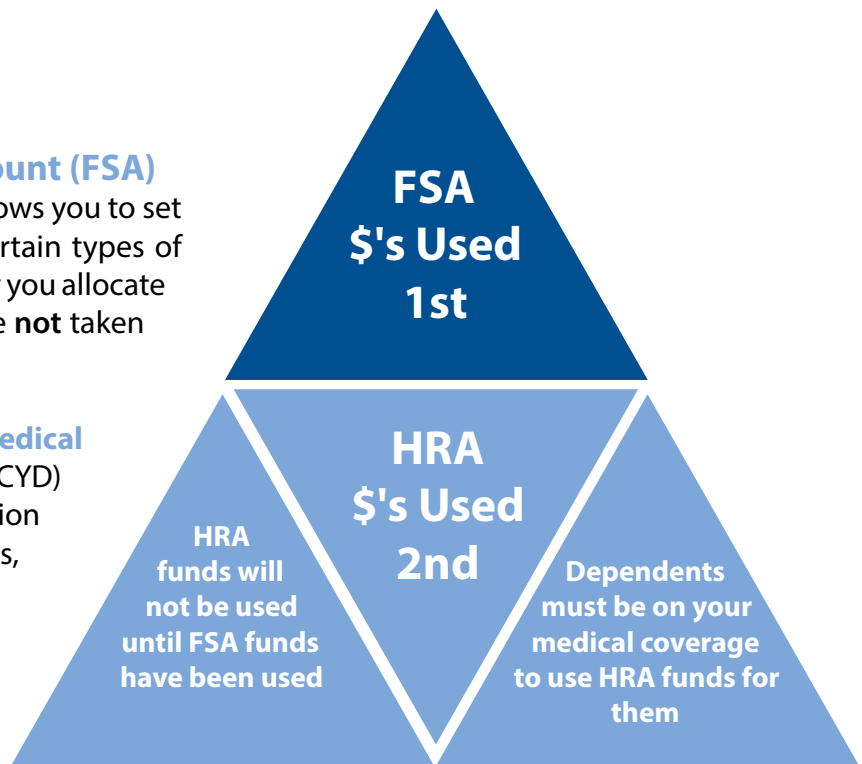 ount (FSA)
ows you to set
rtain types of
you allocate
e not taken
edical
CYD)
ion
s,
FSA
$'s Used
1st
HRA
$'s Used
2nd
HRA
funds will
not be used
until FSA funds
have been used
Dependents
must be on your
medical coverage
to use HRA funds for
them